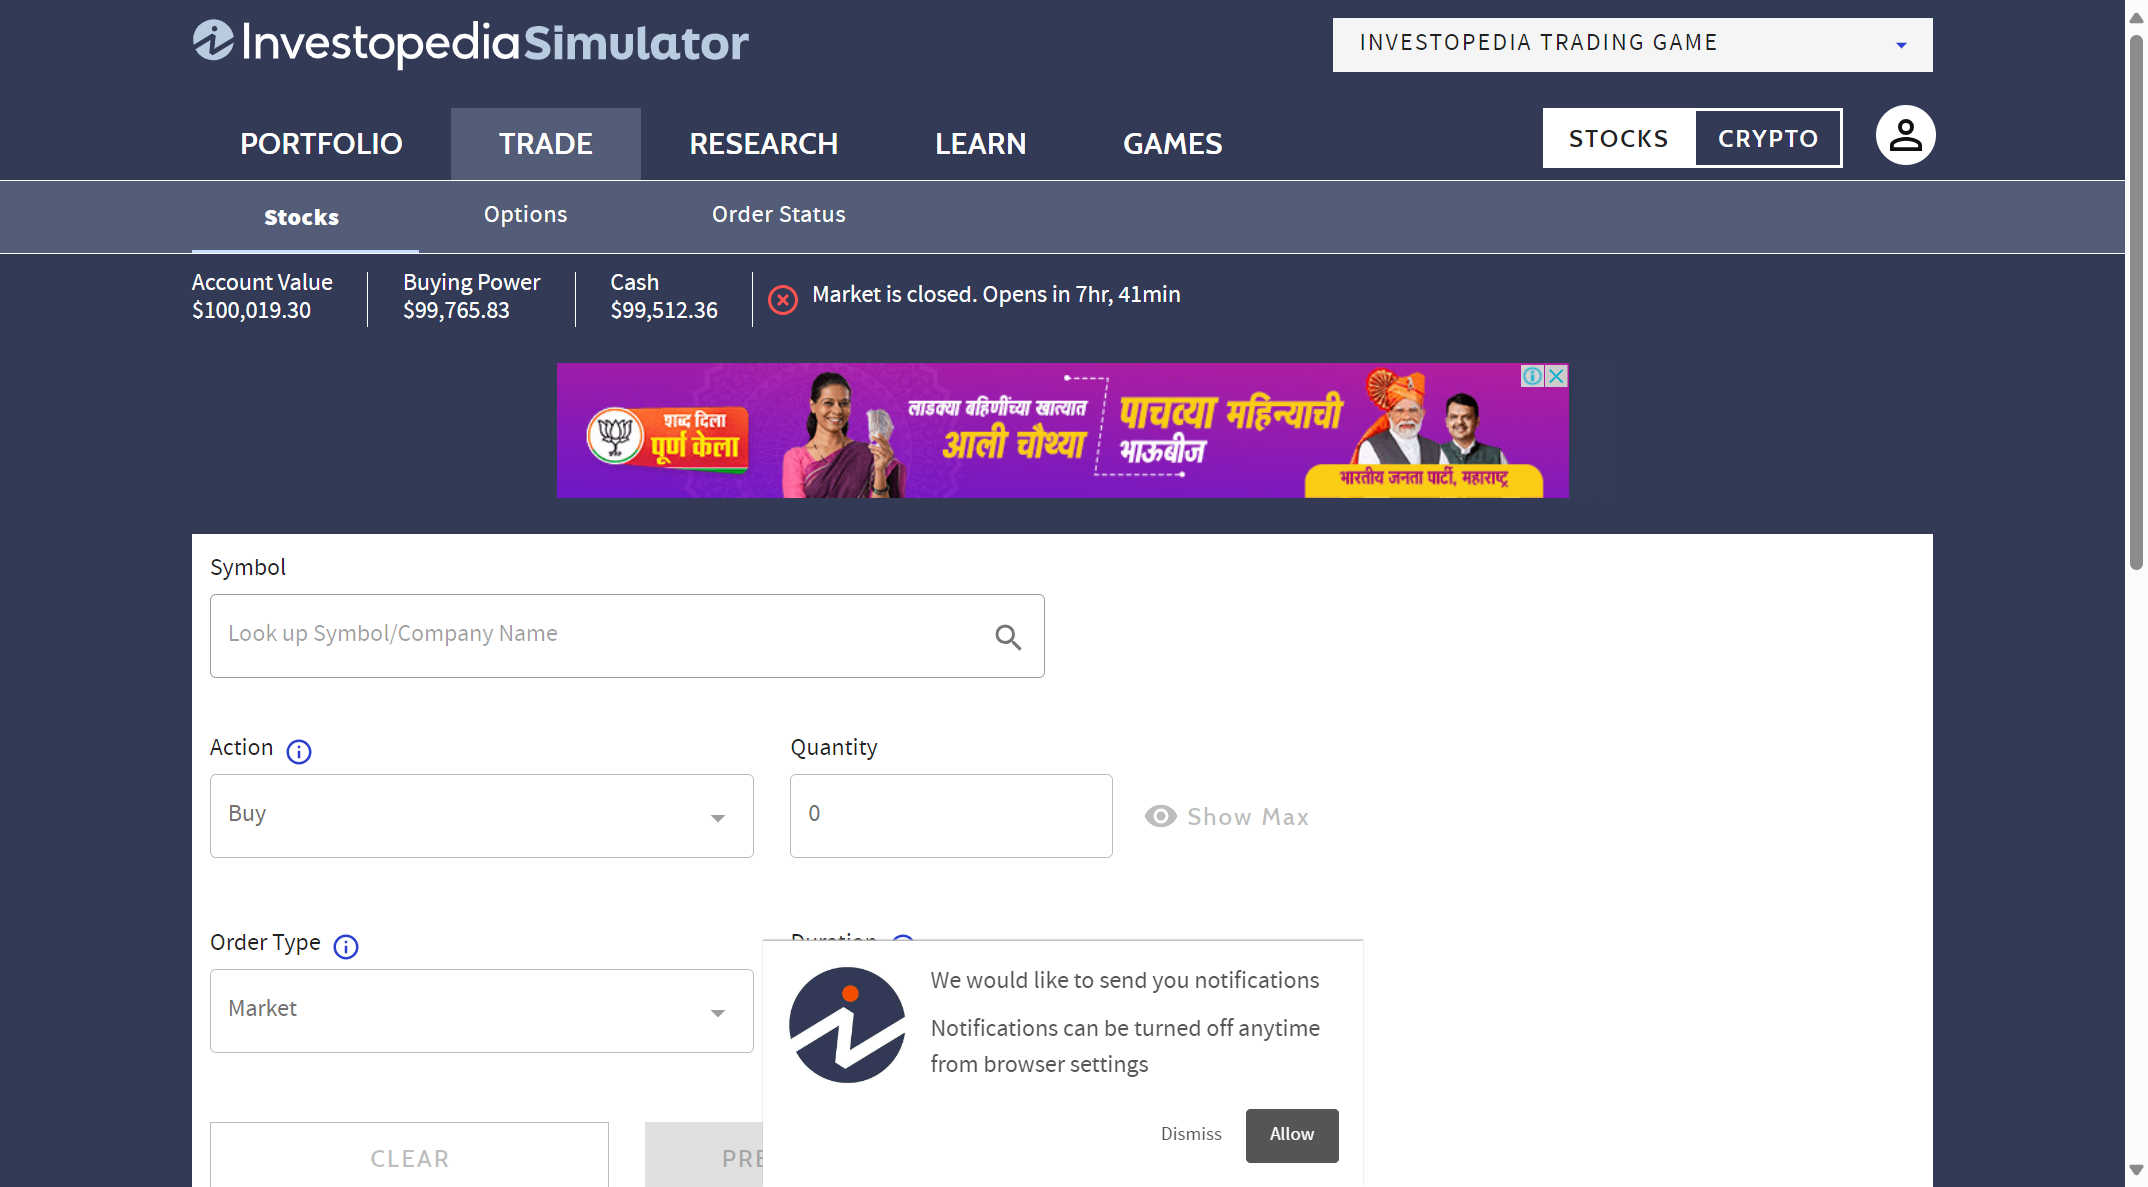 InvestopediaSimulator
INVESTOPEDIA TRADING GAME
PORTFOLIO
TRADE
RESEARCH
LEARN
GAMES
STOCKS
CRYPTO
Stocks
Options
Order Status
Account Value
$100,019.30
Buying Power
$99,765.83
Cash
$99,512.36
Market is closed. Opens in 7hr, 41min
शब्द दिला
पूर्ण केला
लाडक्या बहिणींच्या खात्यात
आली चौथ्या
पाचव्या महिन्याची
भाऊबीज
भारतीय जनता पार्टी, महाराष्ट्र
Symbol
Look up Symbol/Company Name
Action
Buy
Quantity
0
Show Max
Order Type
Market
Duration
We would like to send you notifications
Notifications can be turned off anytime
from browser settings
Dismiss
Allow
CLEAR
PRE